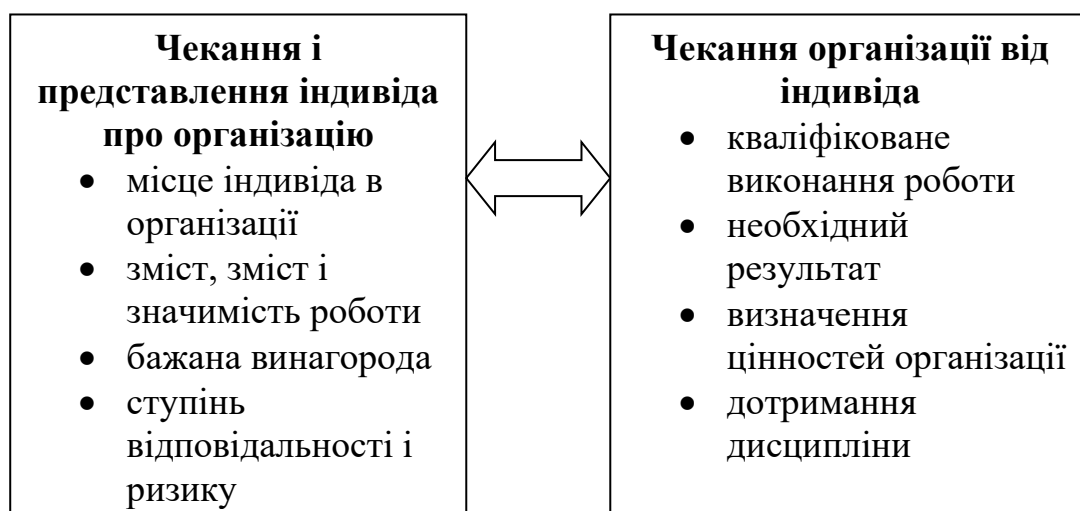 Чекання і
представлення індивіда
про організацію
• місце індивіда в
організації
• зміст, зміст і
значимість роботи
• бажана винагорода
• ступінь
відповідальності і
ризику
Чекання організації від
індивіда
• кваліфіковане
виконання роботи
• необхідний
результат
• визначення
цінностей організації
• дотримання
дисципліни